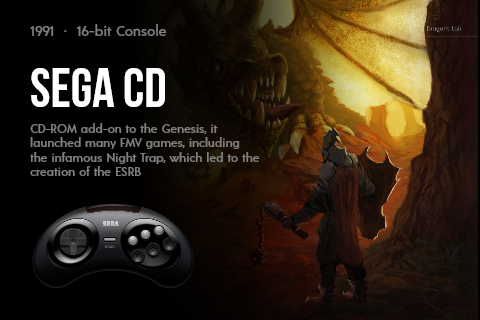 1991 · 16-bit Console
Dragon's Lair
SEGA CD
CD-ROM add-on to the Genesis, it
launched many FMV games, including
the infamous Night Trap, which led to the
creation of the ESRB
SEGA